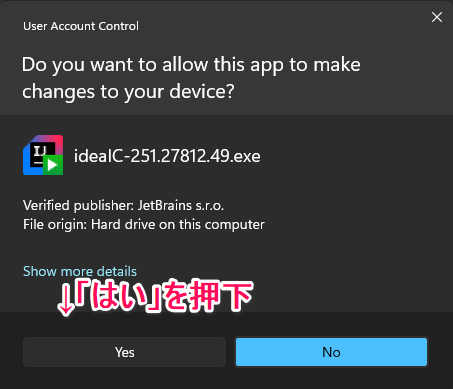 User Account Control
Do you want to allow this app to make
changes to your device?
IJ
ideaIC-251.27812.49.exe
Verified publisher: JetBrains s.r.o.
File origin: Hard drive on this computer
Show more details
↓「はい」を押下
Yes
No